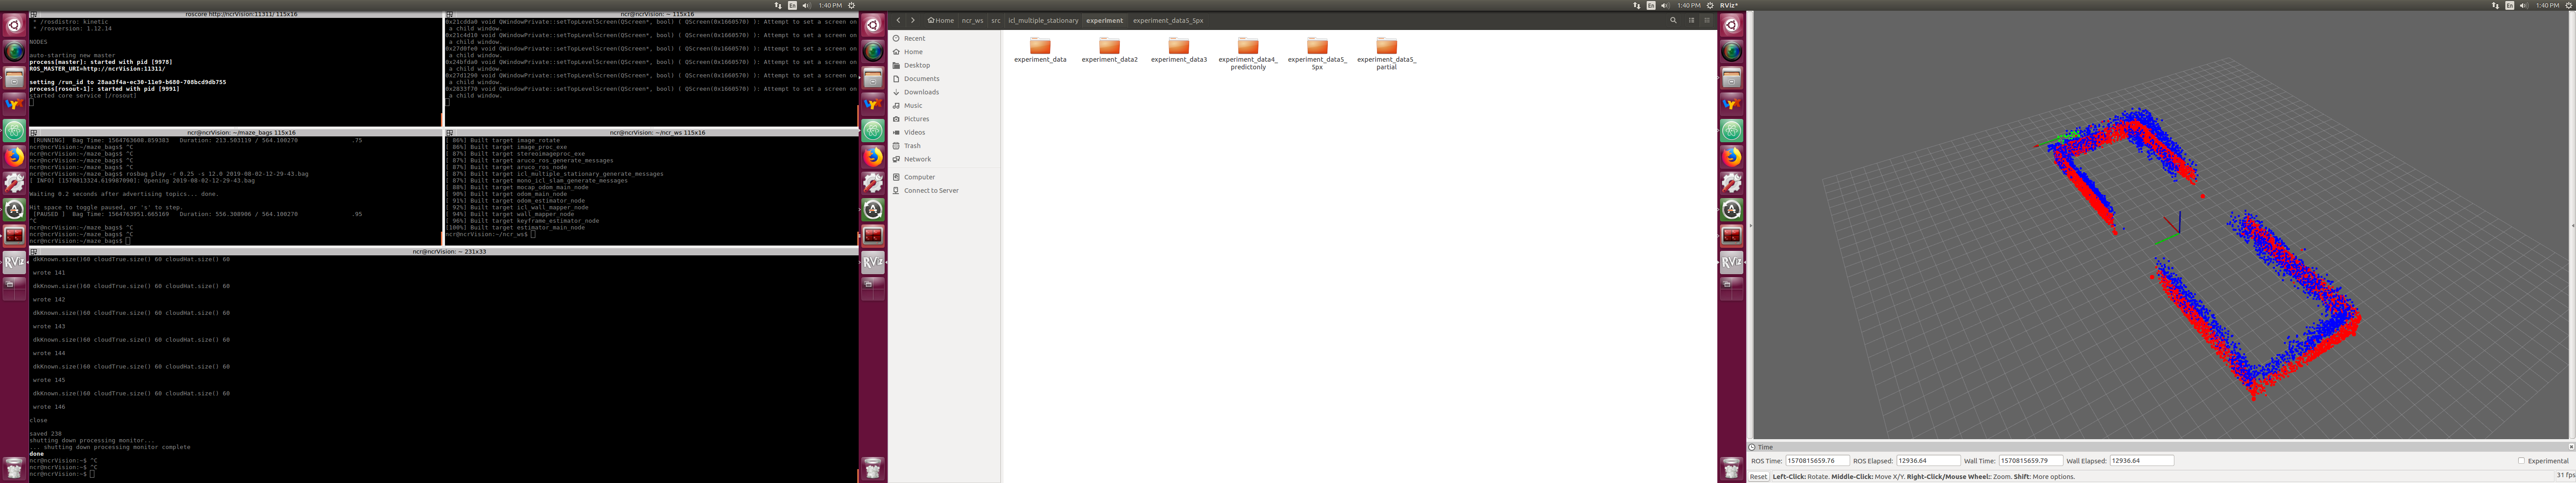 En 1:40 PM
roscore http://ncrVision:11311/ 115x16
* /rosdistro: kinetic
* /rosversion: 1.12.14
NODES
auto-starting new master
process[master]: started with pid [9978]
ROS_MASTER_URI=http://ncrVision:11311/
setting /run_id to 28aa3f4a-ec30-11e9-b680-708bcd9db755
process[rosout-1]: started with pid [9991]
started core service [/rosout]
ncr@ncrVision: ~ 115x16
0x21cdda0 void QWindowPrivate::setTopLevelScreen(QScreen*, bool) ( QScreen(0x1660570) ): Attempt to set a screen on
a child window.
0x21c4d10 void QWindowPrivate::setTopLevelScreen(QScreen*, bool) ( QScreen(0x1660570) ): Attempt to set a screen on
a child window.
0x27d0fe0 void QWindowPrivate::setTopLevelScreen(QScreen*, bool) ( QScreen(0x1660570) ): Attempt to set a screen on
a child window.
0x24bfda0 void QWindowPrivate::setTopLevelScreen(QScreen*, bool) ( QScreen(0x1660570) ): Attempt to set a screen on
a child window.
0x27d1290 void QWindowPrivate::setTopLevelScreen(QScreen*, bool) ( QScreen(0x1660570) ): Attempt to set a screen on
a child window.
0x2833f70 void QWindowPrivate::setTopLevelScreen(QScreen*, bool) ( QScreen(0x1660570) ): Attempt to set a screen on
a child window.
ncr@ncrVision: ~/maze_bags 115x16
[RUNNING] Bag Time: 1564763608.859383 Duration: 213.503119 / 564.100270 .75
ncr@ncrVision:~/maze_bags$ ^C
ncr@ncrVision:~/maze_bags$ ^C
ncr@ncrVision:~/maze_bags$ ^C
ncr@ncrVision:~/maze_bags$ ^C
ncr@ncrVision:~/maze_bags$ rosbag play -r 0.25 -s 12.0 2019-08-02-12-29-43.bag
[ INFO] [1570813324.619987090]: Opening 2019-08-02-12-29-43.bag
Waiting 0.2 seconds after advertising topics... done.
Hit space to toggle paused, or 's' to step.
[PAUSED ] Bag Time: 1564763951.665169 Duration: 556.308906 / 564.100270 .95
^C
ncr@ncrVision:~/maze_bags$ ^C
ncr@ncrVision:~/maze_bags$ ^C
ncr@ncrVision:~/maze_bags$
ncr@ncrVision: ~/ncr_ws 115x16
[ 86%] Built target image_rotate
[ 86%] Built target image_proc_exe
[ 87%] Built target stereoimageproc_exe
[ 87%] Built target aruco_ros_generate_messages
[ 87%] Built target aruco_ros_node
[ 87%] Built target icl_multiple_stationary_generate_messages
[ 87%] Built target mono_icl_slam_generate_messages
[ 88%] Built target mocap_odom_main_node
[ 90%] Built target odom_main_node
[ 91%] Built target odom_estimator_node
[ 92%] Built target icl_wall_mapper_node
[ 94%] Built target wall_mapper_node
[ 96%] Built target keyframe_estimator_node
[100%] Built target estimator_main_node
ncr@ncrVision:~/ncr_ws$
ncr@ncrVision: ~ 231x33
dkKnown.size()60 cloudTrue.size() 60 cloudHat.size() 60
wrote 141
dkKnown.size()60 cloudTrue.size() 60 cloudHat.size() 60
wrote 142
dkKnown.size()60 cloudTrue.size() 60 cloudHat.size() 60
wrote 143
dkKnown.size()60 cloudTrue.size() 60 cloudHat.size() 60
wrote 144
dkKnown.size()60 cloudTrue.size() 60 cloudHat.size() 60
wrote 145
dkKnown.size()60 cloudTrue.size() 60 cloudHat.size() 60
wrote 146
close
saved 238
shutting down processing monitor...
... shutting down processing monitor complete
done
ncr@ncrVision:~$ ^C
ncr@ncrVision:~$ ^C
ncr@ncrVision:~$
En 1:40 PM
Home ncr_ws src icl_multiple_stationary experiment experiment_data5_5px
Recent
Home
Desktop
Documents
Downloads
Music
Pictures
Videos
Trash
Network
Computer
Connect to Server
experiment_data experiment_data2 experiment_data3 experiment_data4_ experiment_data5_ experiment_data5_
predictonly 5px partial
RViz* En 1:40 PM
RViz
RViz
RViz
Time
ROS Time: 1570815659.76 ROS Elapsed: 12936.64 Wall Time: 1570815659.79 Wall Elapsed: 12936.64 Experimental
Reset Left-Click: Rotate. Middle-Click: Move X/Y. Right-Click/Mouse Wheel:: Zoom. Shift: More options. 31 fps